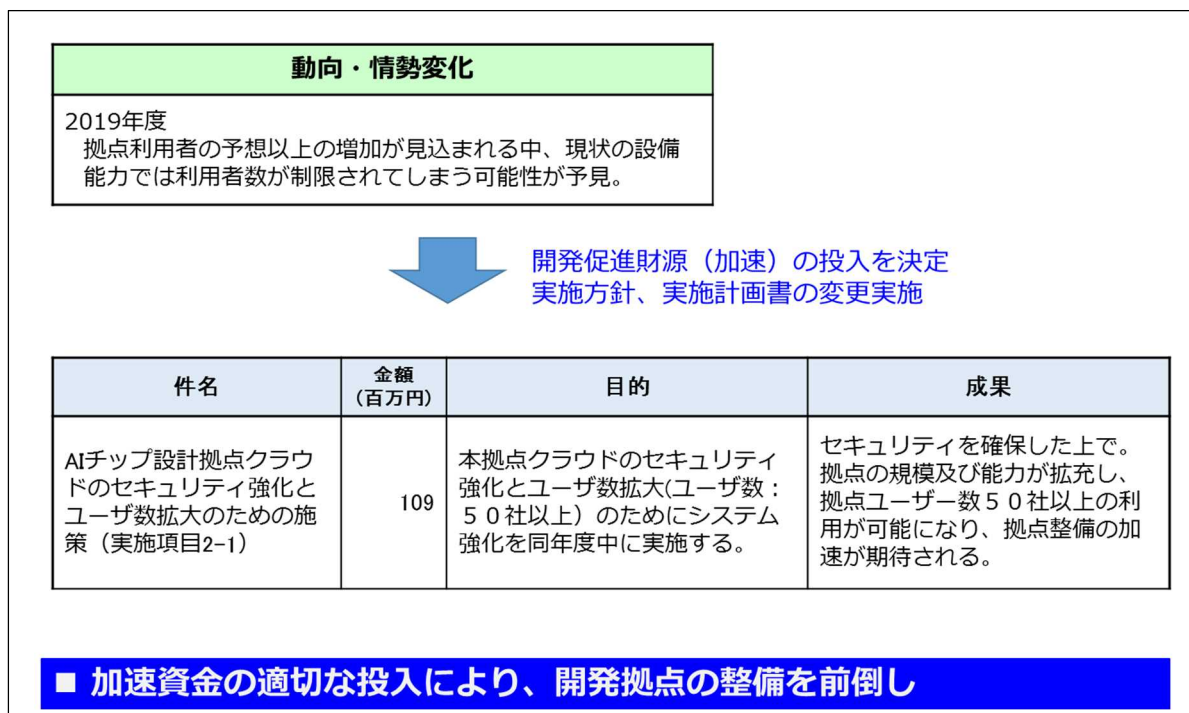 動向・情勢変化
2019年度
拠点利用者の予想以上の増加が見込まれる中、現状の設備
能力では利用者数が制限されてしまう可能性が予見。
開発促進財源（加速）の投入を決定
実施方針、実施計画書の変更実施
件名
金額
（百万円）
目的
成果
AIチップ設計拠点クラウ
ドのセキュリティ強化と
ユーザ数拡大のための施
策（実施項目2-1）
109
本拠点クラウドのセキュリティ
強化とユーザ数拡大(ユーザ数：
５０社以上）のためにシステム
強化を同年度中に実施する。
セキュリティを確保した上で。
拠点の規模及び能力が拡充し、
拠点ユーザー数５０社以上の利
用が可能になり、拠点整備の加
速が期待される。
■ 加速資金の適切な投入により、開発拠点の整備を前倒し